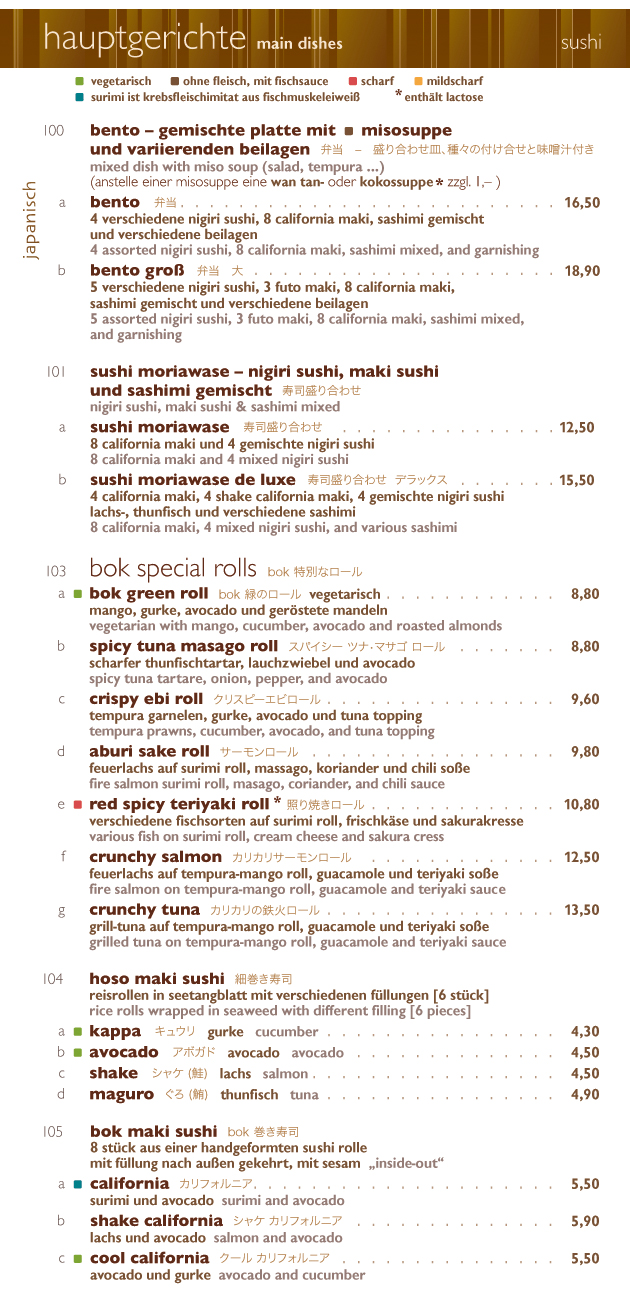 hauptgerichte main dishes sushi
vegetarisch ohne fleisch, mit fischsauce scharf mildscharf
surimi ist krebsfleischimitat aus fischmuskeleiweiß *enthält lactose
japanisch
100 bento – gemischte platte mit misosuppe
und variierenden beilagen 弁当 – 盛り合わせ皿、種々の付け合せと味噌汁付き
mixed dish with miso soup (salad, tempura ...)
(anstelle einer misosuppe eine wan tan- oder kokossuppe* zzgl. 1,– )
a bento 弁当 16,50
4 verschiedene nigiri sushi, 8 california maki, sashimi gemischt
und verschiedene beilagen
4 assorted nigiri sushi, 8 california maki, sashimi mixed, and garnishing
b bento groß 弁当 大 18,90
5 verschiedene nigiri sushi, 3 futo maki, 8 california maki,
sashimi gemischt und verschiedene beilagen
5 assorted nigiri sushi, 3 futo maki, 8 california maki, sashimi mixed,
and garnishing
101 sushi moriawase – nigiri sushi, maki sushi
und sashimi gemischt 寿司盛り合わせ
nigiri sushi, maki sushi & sashimi mixed
a sushi moriawase 寿司盛り合わせ 12,50
8 california maki und 4 gemischte nigiri sushi
8 california maki and 4 mixed nigiri sushi
b sushi moriawase de luxe 寿司盛り合わせ デラックス 15,50
4 california maki, 4 shake california maki, 4 gemischte nigiri sushi
lachs-, thunfisch und verschiedene sashimi
8 california maki, 4 mixed nigiri sushi, and various sashimi
103 bok special rolls bok 特別なロール
a bok green roll bok 緑のロール vegetarisch 8,80
mango, gurke, avocado und geröstete mandeln
vegetarian with mango, cucumber, avocado and roasted almonds
b spicy tuna masago roll スパイシー ツナ・マサゴ ロール 8,80
scharfer thunfischtartar, lauchzwiebel und avocado
spicy tuna tartare, onion, pepper, and avocado
c crispy ebi roll クリスピーエビロール 9,60
tempura garnelen, gurke, avocado und tuna topping
tempura prawns, cucumber, avocado, and tuna topping
d aburi sake roll サーモンロール 9,80
feuerlachs auf surimi roll, massago, koriander und chili soße
fire salmon surimi roll, masago, coriander, and chili sauce
e red spicy teriyaki roll * 照り焼きロール 10,80
verschiedene fischsorten auf surimi roll, frischkäse und sakurakresse
various fish on surimi roll, cream cheese and sakura cress
f crunchy salmon カリカリサーモンロール 12,50
feuerlachs auf tempura-mango roll, guacamole und teriyaki soße
fire salmon on tempura-mango roll, guacamole and teriyaki sauce
g crunchy tuna カリカリの鉄火ロール 13,50
grill-tuna auf tempura-mango roll, guacamole und teriyaki soße
grilled tuna on tempura-mango roll, guacamole and teriyaki sauce
104 hoso maki sushi 細巻き寿司
reisrollen in seetangblatt mit verschiedenen füllungen [6 stück]
rice rolls wrapped in seaweed with different filling [6 pieces]
a kappa キュウリ gurke cucumber 4,30
b avocado アボガド avocado avocado 4,50
c shake シャケ (鮭) lachs salmon 4,50
d maguro ぐろ (鮪) thunfisch tuna 4,90
105 bok maki sushi bok 巻き寿司
8 stück aus einer handgeformten sushi rolle
mit füllung nach außen gekehrt, mit sesam „inside-out“
a california カリフォルニア 5,50
surimi und avocado surimi and avocado
b shake california シャケ カリフォルニア 5,90
lachs und avocado salmon and avocado
c cool california クール カリフォルニア 5,50
avocado und gurke avocado and cucumber